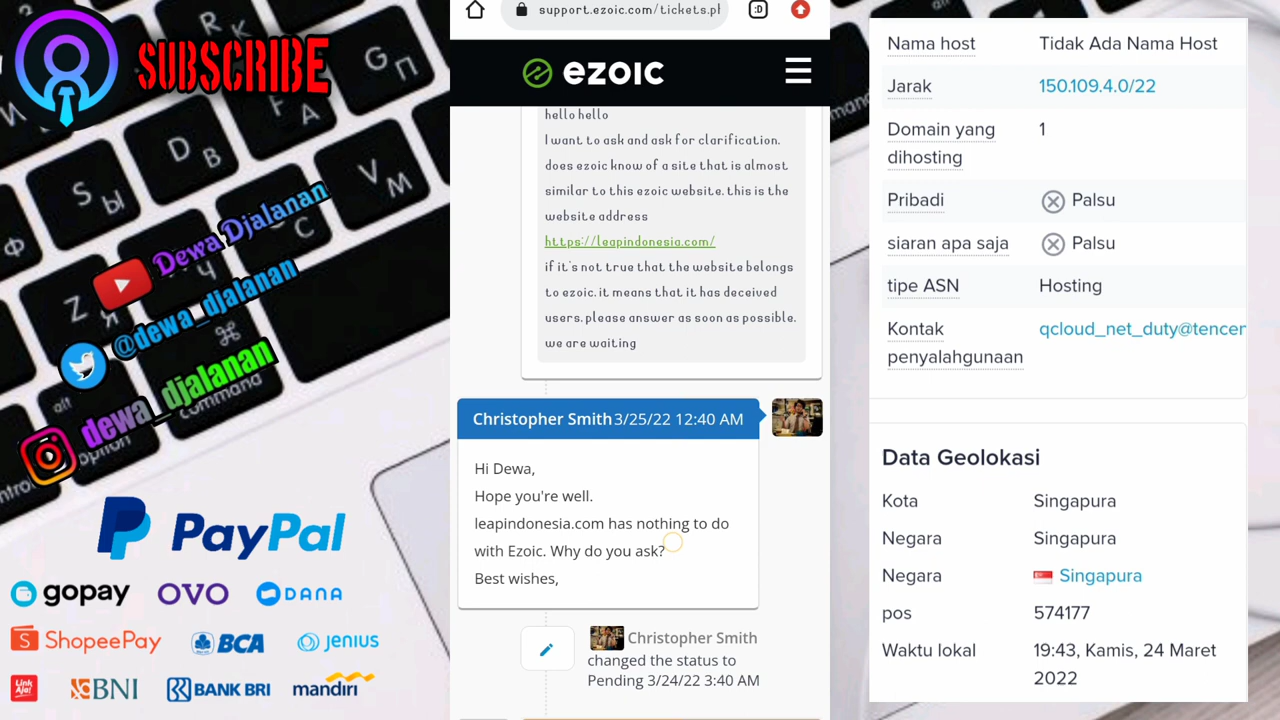 SUBSCRIBE
Dewa Djalanan
@dewa_djalanan
dewa_djalanan
PayPal
gopay OVO DANA
ShopeePay BCA jenius
LinkAja! BNI BANK BRI mandiri
support.ezoic.com/tickets.pl
:D
ezoic
hello hello
I want to ask and ask for clarification.
does ezoic know of a site that is almost
similar to this ezoic website. this is the
website address
https://leapindonesia.com/
if it's not true that the website belongs
to ezoic. it means that it has deceived
users. please answer as soon as possible.
we are waiting
Christopher Smith 3/25/22 12:40 AM
Hi Dewa,
Hope you're well.
leapindonesia.com has nothing to do
with Ezoic. Why do you ask?
Best wishes,
Christopher Smith
changed the status to
Pending 3/24/22 3:40 AM
Nama host Tidak Ada Nama Host
Jarak 150.109.4.0/22
Domain yang 1
dihosting
Pribadi Palsu
siaran apa saja Palsu
tipe ASN Hosting
Kontak qcloud_net_duty@tencer
penyalahgunaan
Data Geolokasi
Kota Singapura
Negara Singapura
Negara Singapura
pos 574177
Waktu lokal 19:43, Kamis, 24 Maret
2022